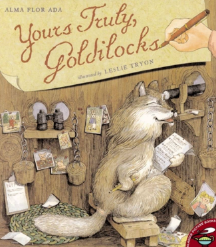 ALMA FLOR ADA
Yours Truly,
Goldilocks
illustrated by LESLIE TRYON